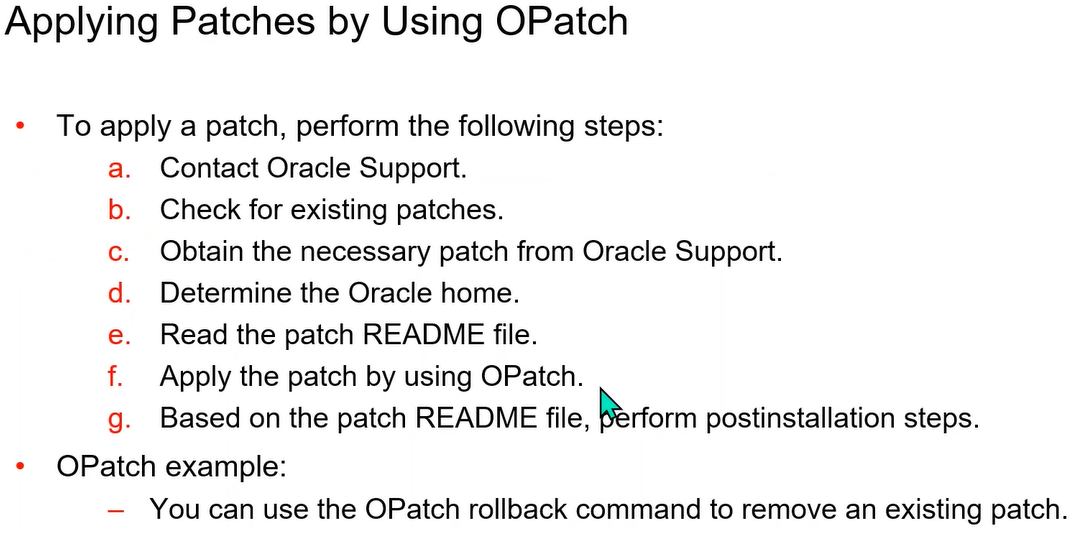 Applying Patches by Using OPatch
• To apply a patch, perform the following steps:
a. Contact Oracle Support.
b. Check for existing patches.
c. Obtain the necessary patch from Oracle Support.
d. Determine the Oracle home.
e. Read the patch README file.
f. Apply the patch by using OPatch.
g. Based on the patch README file, perform postinstallation steps.
• OPatch example:
– You can use the OPatch rollback command to remove an existing patch.